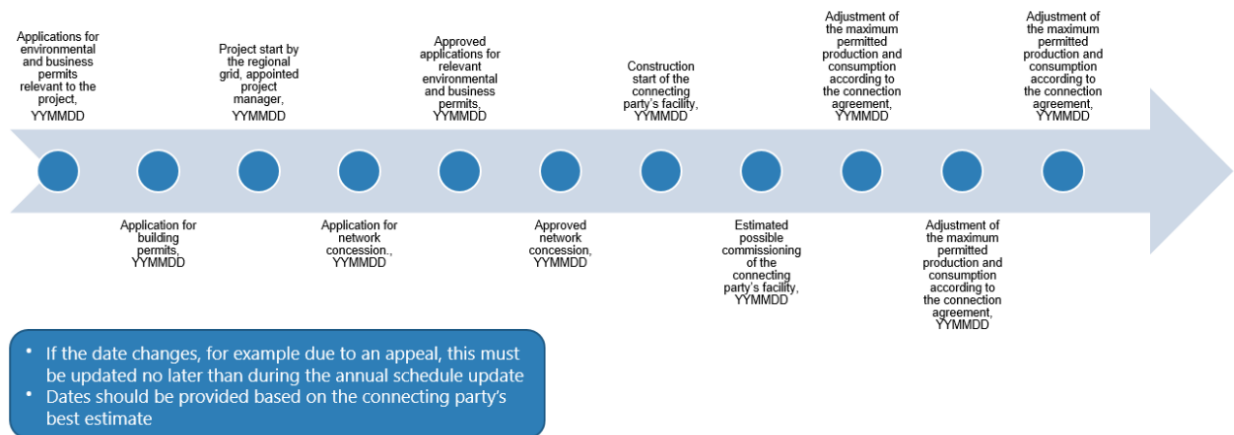 Applications for
environmental
and business
permits
relevant to the
project,
YYMMDD
Application for
building
permits,
YYMMDD
Project start by
the regional
grid, appointed
project
manager,
YYMMDD
Application for
network
concession.,
YYMMDD
Approved
applications for
relevant
environmental
and business
permits,
YYMMDD
Approved
network
concession,
YYMMDD
Construction
start of the
connecting
party's facility,
YYMMDD
Estimated
possible
commissioning
of the
connecting
party's facility,
YYMMDD
Adjustment of
the maximum
permitted
production and
consumption
according to
the connection
agreement,
YYMMDD
Adjustment of
the maximum
permitted
production and
consumption
according to
the connection
agreement,
YYMMDD
Adjustment of
the maximum
permitted
production and
consumption
according to
the connection
agreement,
YYMMDD
• If the date changes, for example due to an appeal, this must
be updated no later than during the annual schedule update
• Dates should be provided based on the connecting party's
best estimate